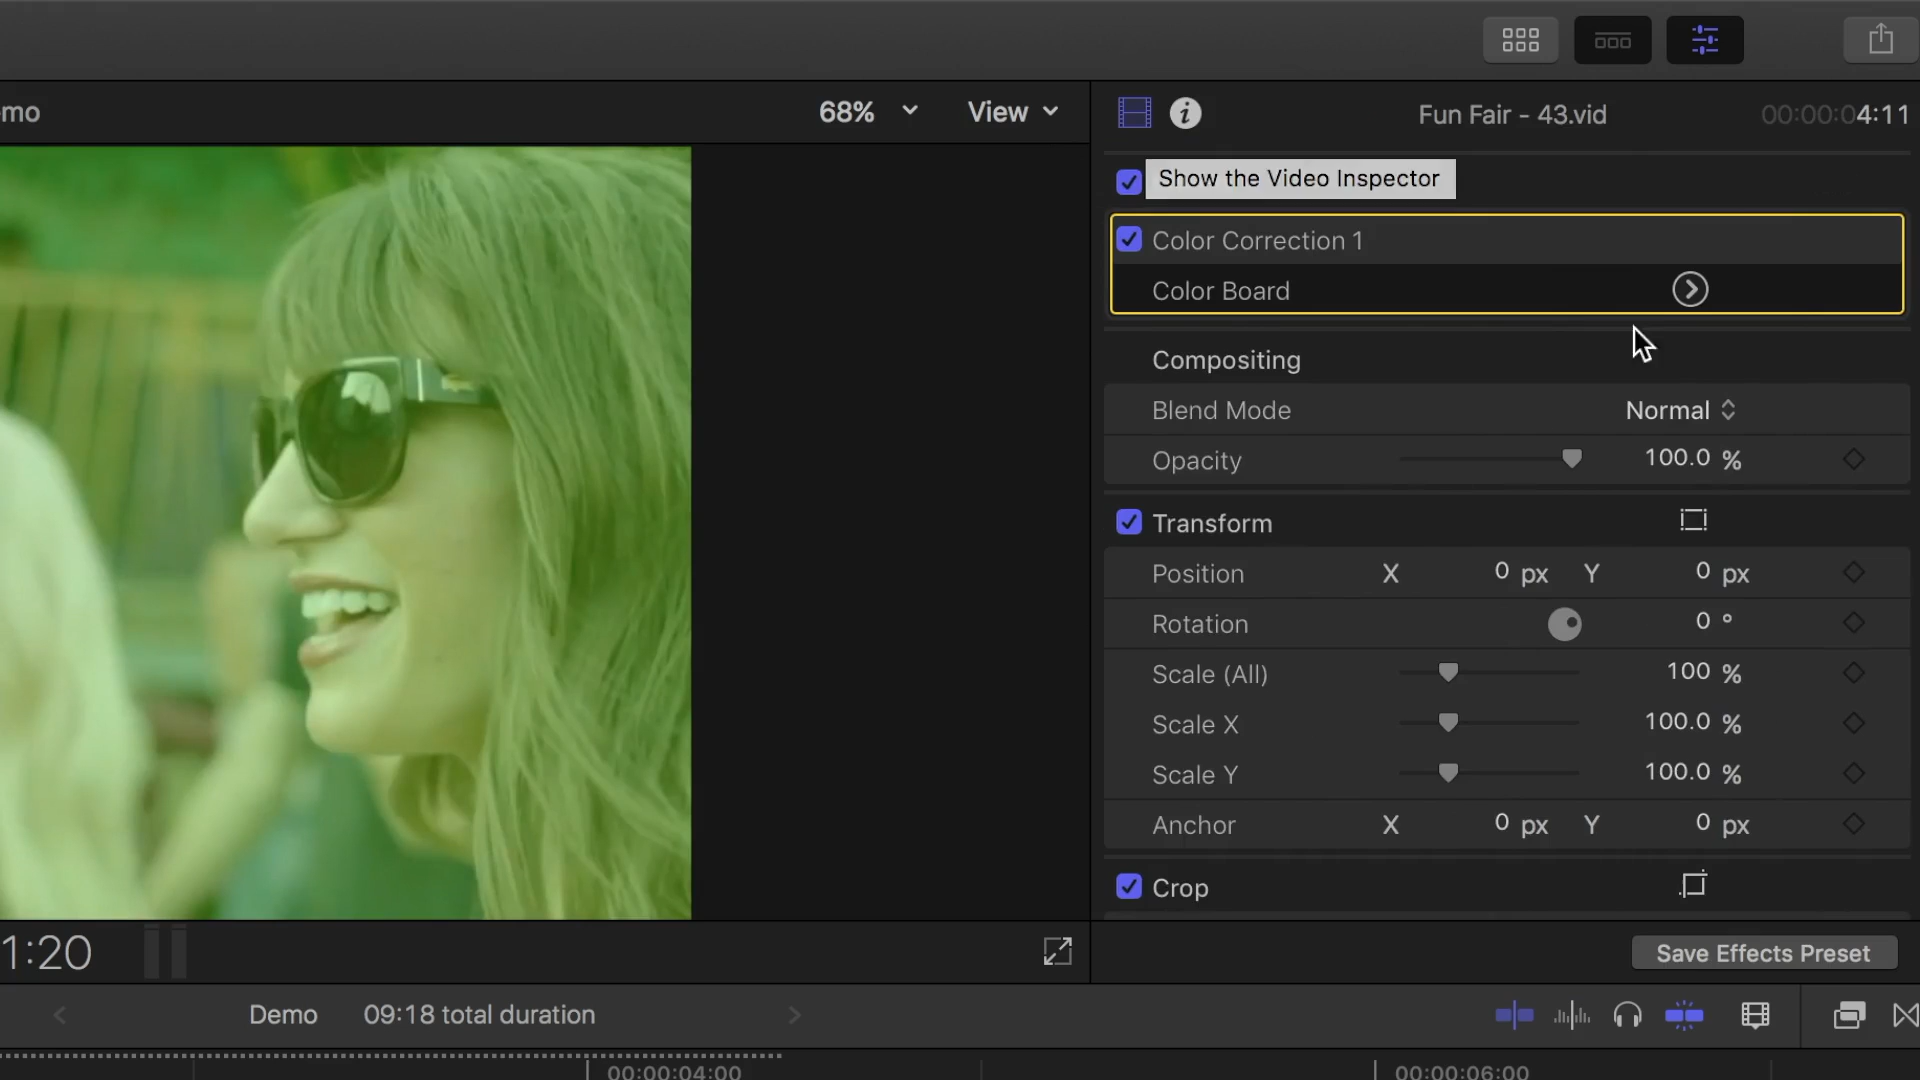 mo
68%
View
Fun Fair - 43.vid
00:00:04:11
Show the Video Inspector
Color Correction 1
Color Board
Compositing
Blend Mode
Normal
Opacity
100.0 %
Transform
Position
X
0 px
Y
0 px
Rotation
0 °
Scale (All)
100 %
Scale X
100.0 %
Scale Y
100.0 %
Anchor
X
0 px
Y
0 px
Crop
1:20
Save Effects Preset
Demo
09:18 total duration
00:00:04:00
00:00:06:00